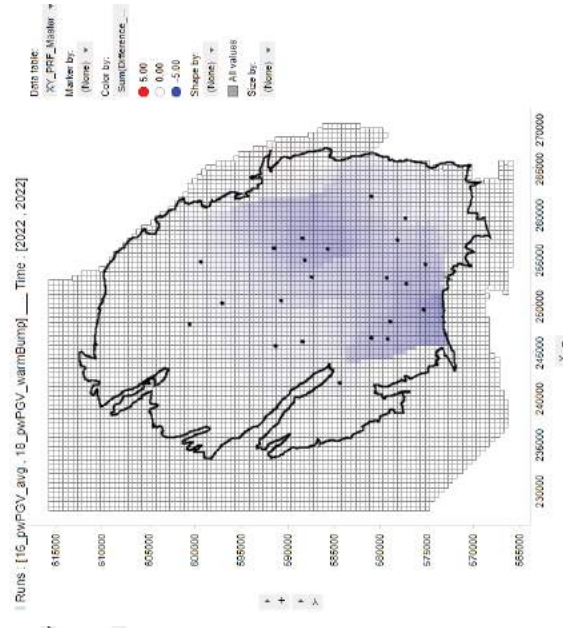 Runs : [16_pwPGV_avg , 18_pwPGV_warmBump] ___ Time : [2022 , 2022]
Data table:
XY_PRF_Master
Marker by:
(None)
Color by:
Sum(Difference_...
5.00
0.00
-5.00
Shape by:
(None)
All values
Size by:
(None)
615000
610000
605000
600000
595000
590000
585000
580000
575000
570000
565000
230000 235000 240000 245000 250000 255000 260000 265000 270000